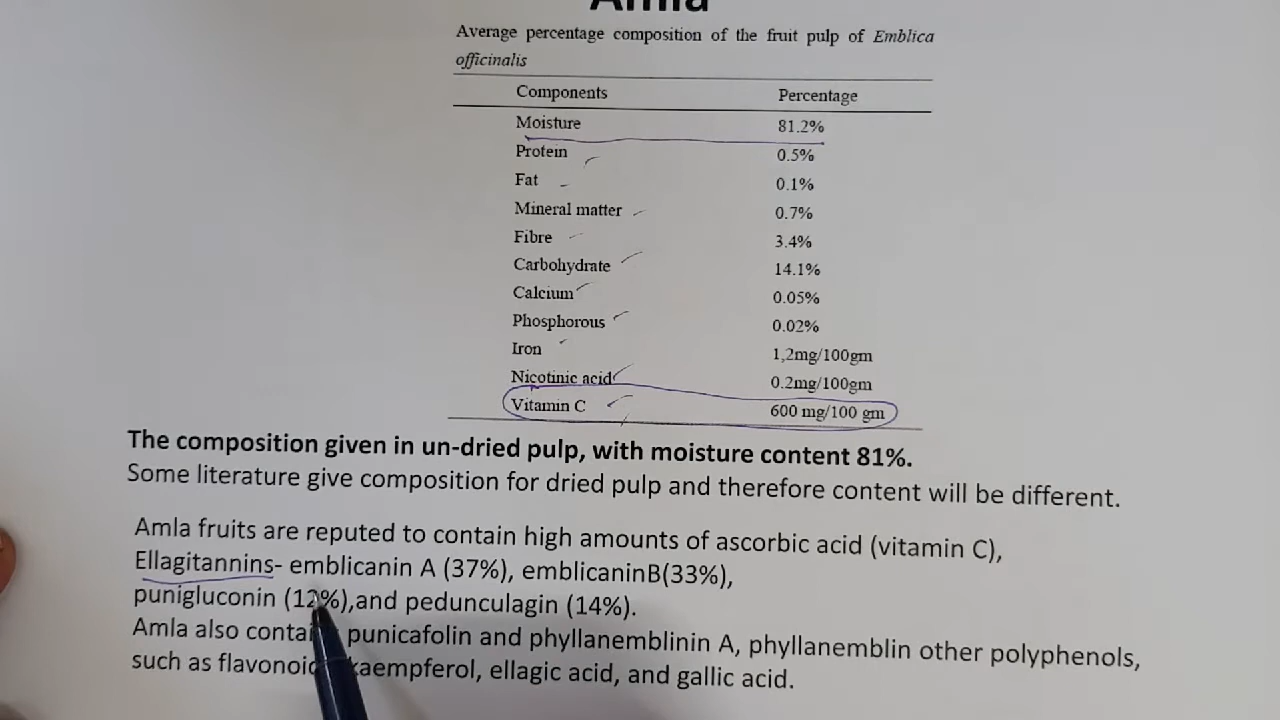 Amla
Average percentage composition of the fruit pulp of Emblica
officinalis
Components Percentage
Moisture 81.2%
Protein 0.5%
Fat 0.1%
Mineral matter 0.7%
Fibre 3.4%
Carbohydrate 14.1%
Calcium 0.05%
Phosphorous 0.02%
Iron 1,2mg/100gm
Nicotinic acid 0.2mg/100gm
Vitamin C 600 mg/100 gm
The composition given in un-dried pulp, with moisture content 81%.
Some literature give composition for dried pulp and therefore content will be different.
Amla fruits are reputed to contain high amounts of ascorbic acid (vitamin C),
Ellagitannins- emblicanin A (37%), emblicaninB(33%),
punigluconin (12%),and pedunculagin (14%).
Amla also punicafolin and phyllanemblinin A, phyllanemblin other polyphenols,
such as kaempferol, ellagic acid, and gallic acid.